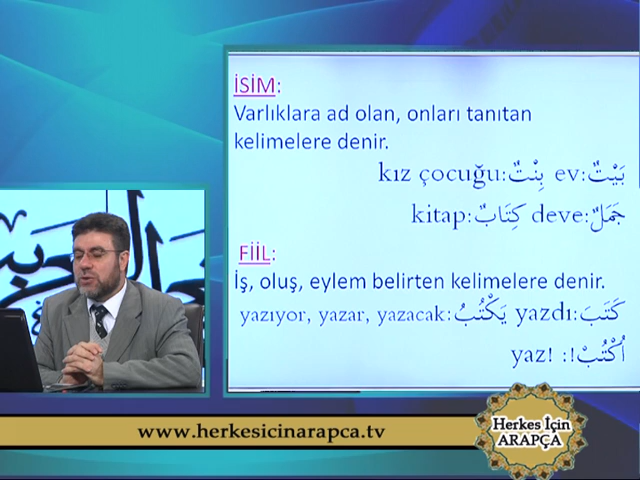 İSİM:
Varlıklara ad olan, onları tanıtan
kelimelere denir.
بَيْتٌ:ev بِنْتٌ:kız çocuğu
جَمَلٌ:deve كِتَابٌ:kitap
FİİL:
İş, oluş, eylem belirten kelimelere denir.
كَتَبَ:yazdı يَكْتُبُ:yazıyor, yazar, yazacak
اُكْتُبْ!: yaz!
www.herkesicinarapca.tv
Herkes İçin
ARAPÇA